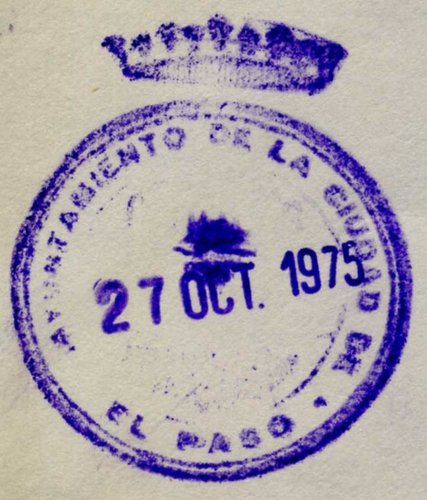 AYUNTAMIENTO DE LA CIUDAD DE
27 OCT. 1975
EL PASO